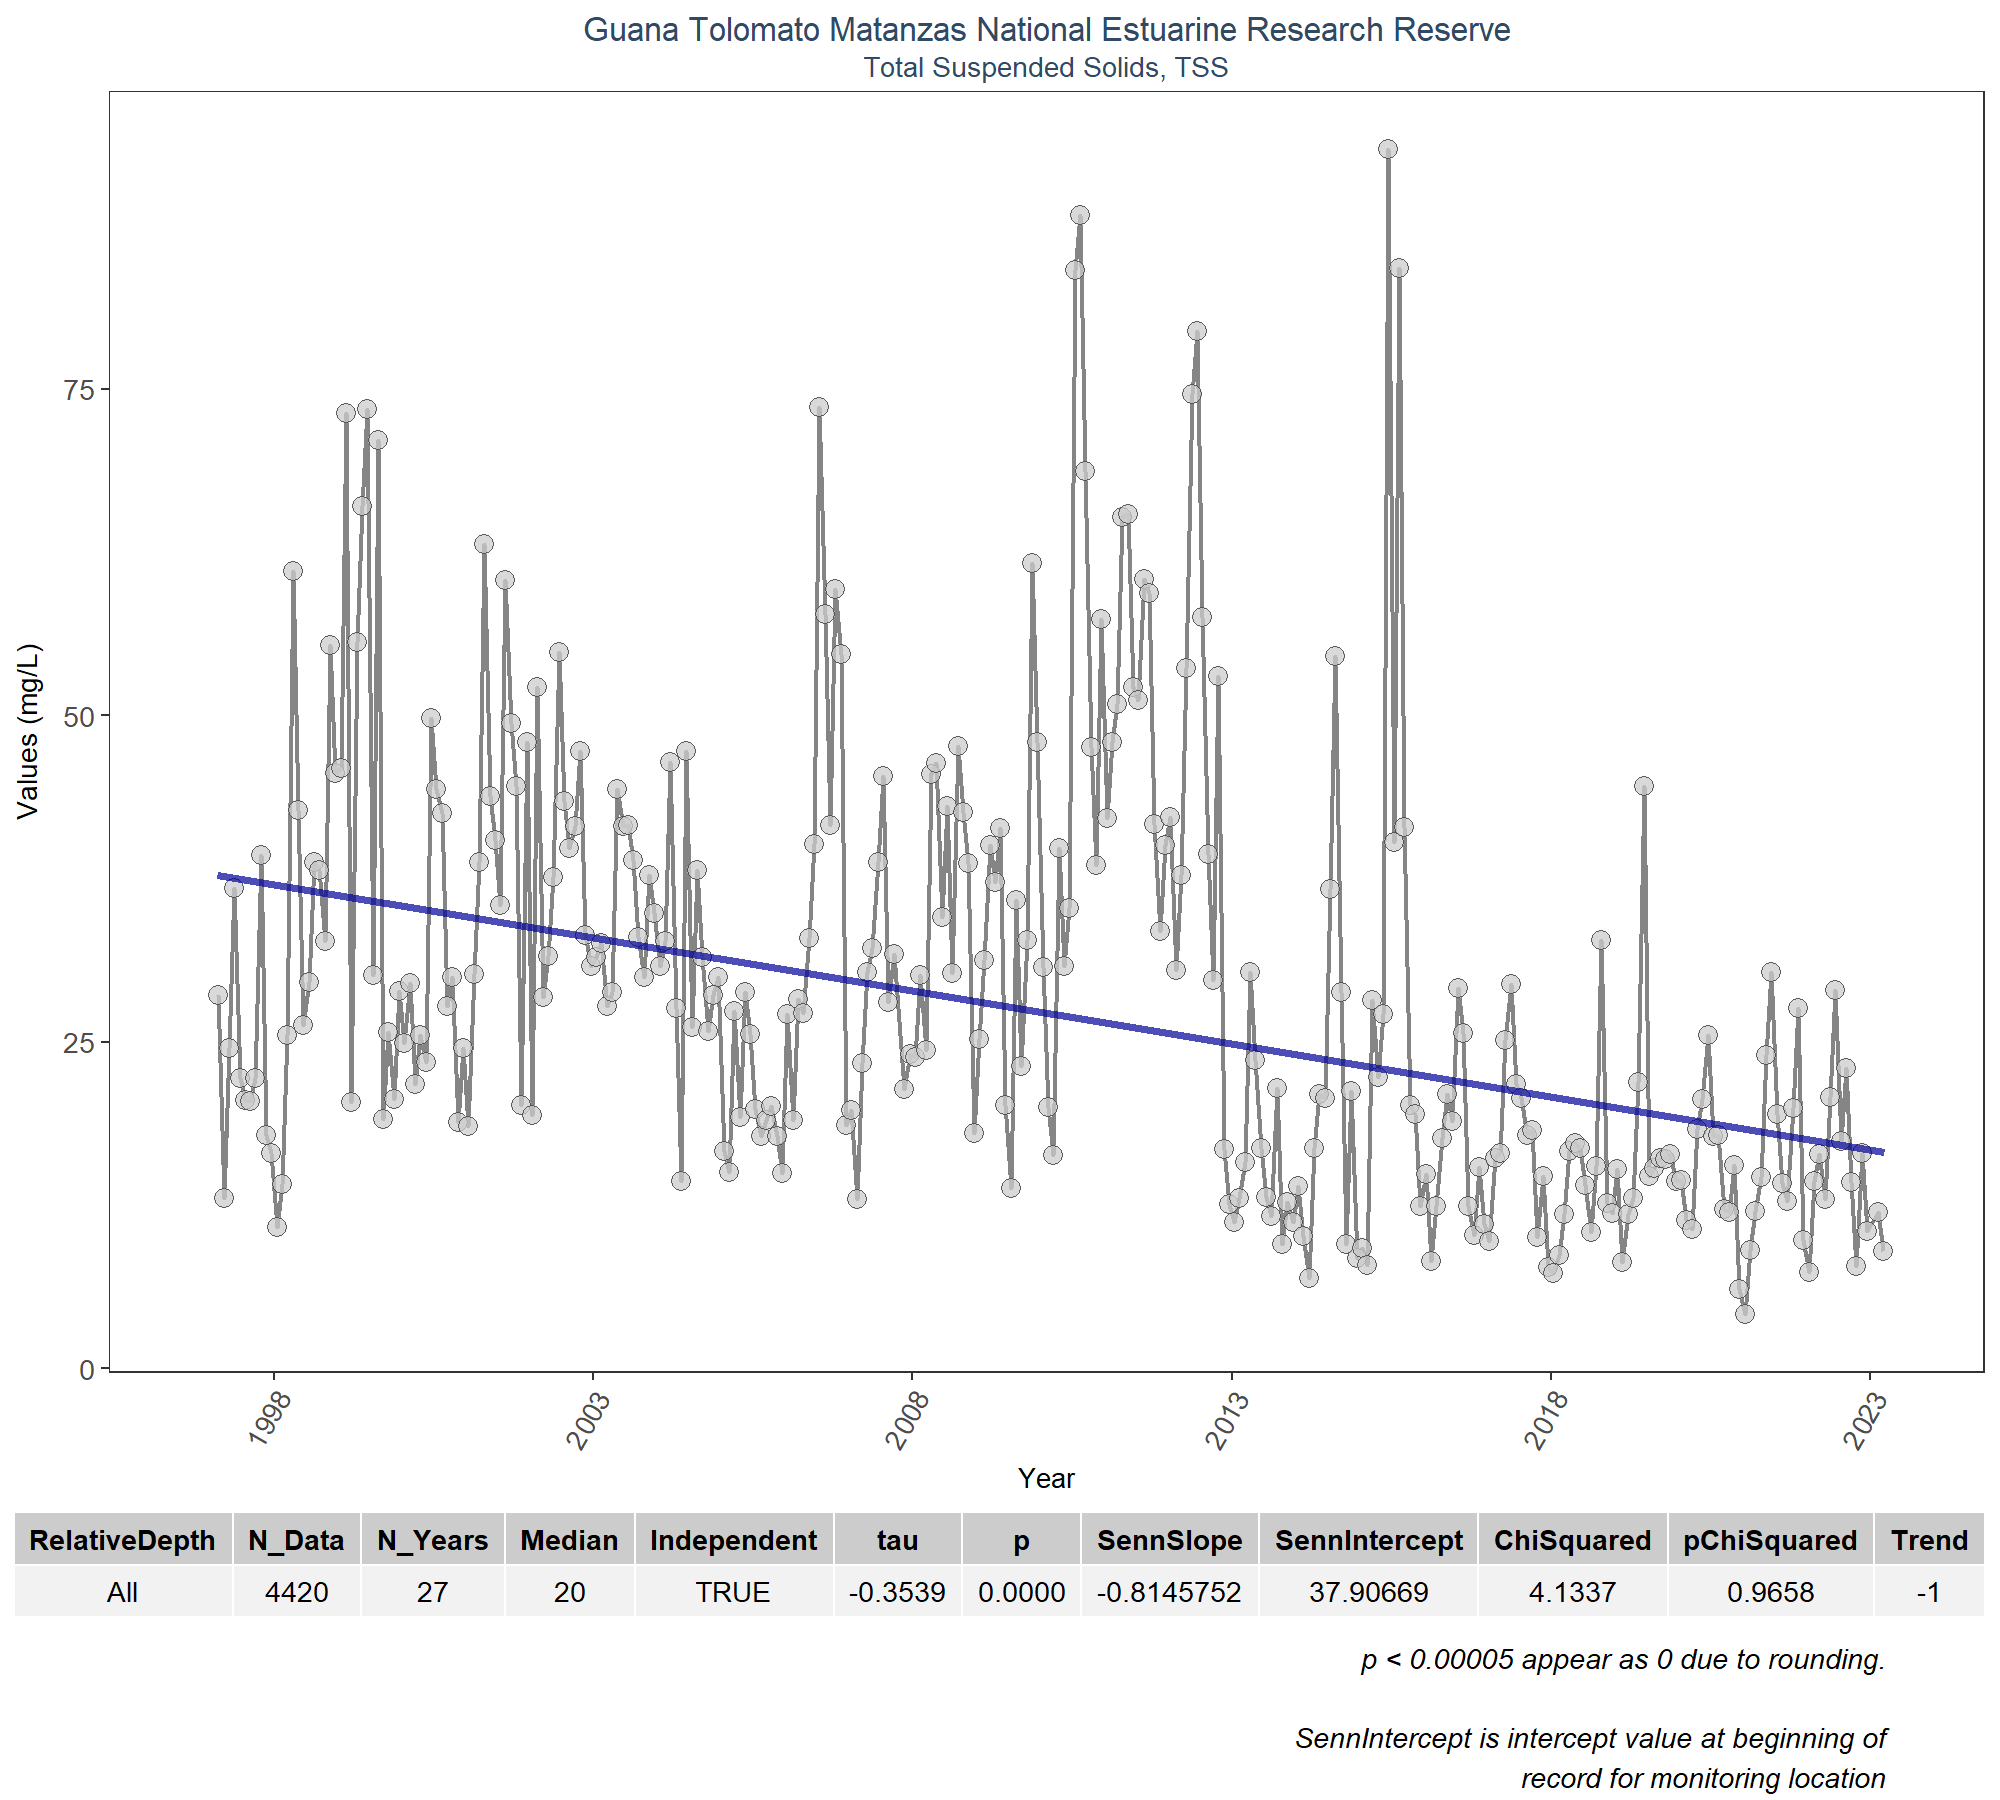 Guana Tolomato Matanzas National Estuarine Research Reserve
Total Suspended Solids, TSS
Values (mg/L)
75
50
25
0
1998 2003 2008 2013 2018 2023
Year
RelativeDepth N_Data N_Years Median Independent tau p SennSlope SennIntercept ChiSquared pChiSquared Trend
All 4420 27 20 TRUE -0.3539 0.0000 -0.8145752 37.90669 4.1337 0.9658 -1
p < 0.00005 appear as 0 due to rounding.
SennIntercept is intercept value at beginning of
record for monitoring location